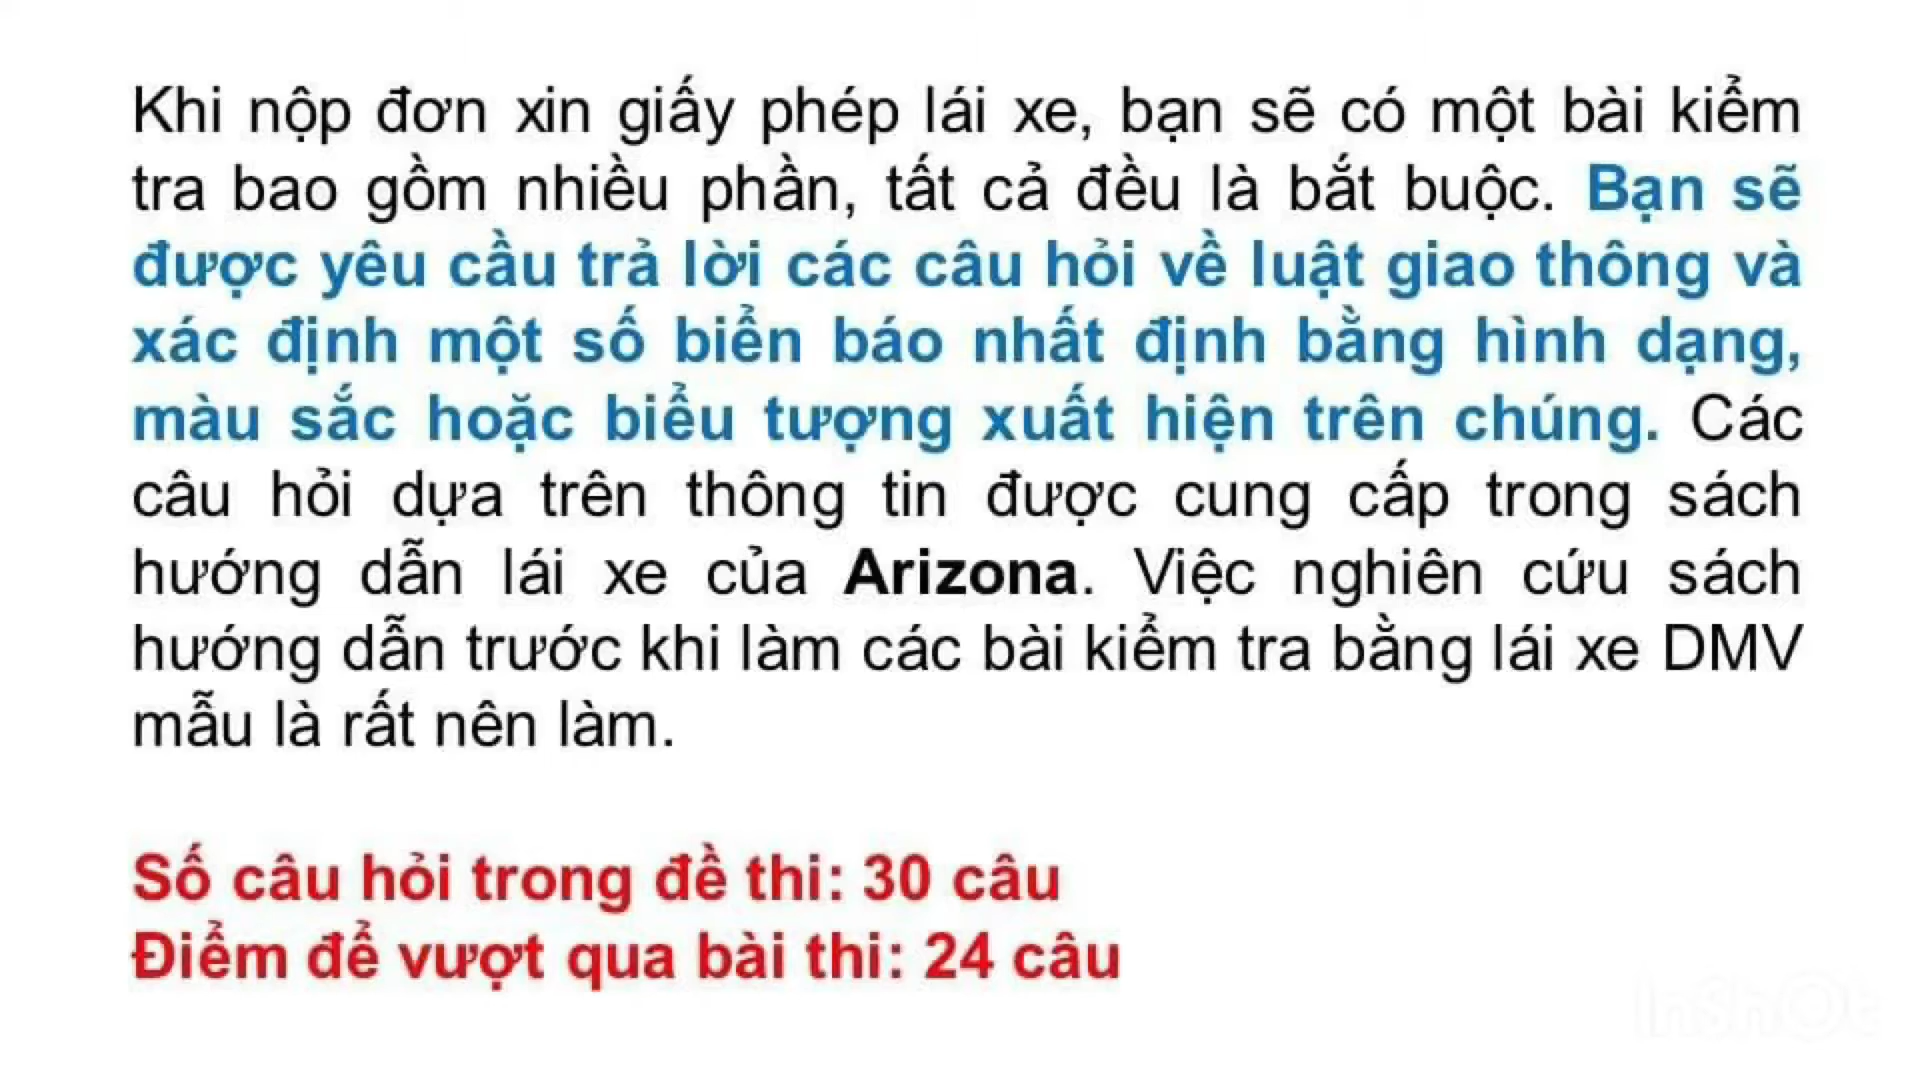 Khi nộp đơn xin giấy phép lái xe, bạn sẽ có một bài kiểm
tra bao gồm nhiều phần, tất cả đều là bắt buộc. Bạn sẽ
được yêu cầu trả lời các câu hỏi về luật giao thông và
xác định một số biển báo nhất định bằng hình dạng,
màu sắc hoặc biểu tượng xuất hiện trên chúng. Các
câu hỏi dựa trên thông tin được cung cấp trong sách
hướng dẫn lái xe của Arizona. Việc nghiên cứu sách
hướng dẫn trước khi làm các bài kiểm tra bằng lái xe DMV
mẫu là rất nên làm.
Số câu hỏi trong đề thi: 30 câu
Điểm để vượt qua bài thi: 24 câu
InShOt